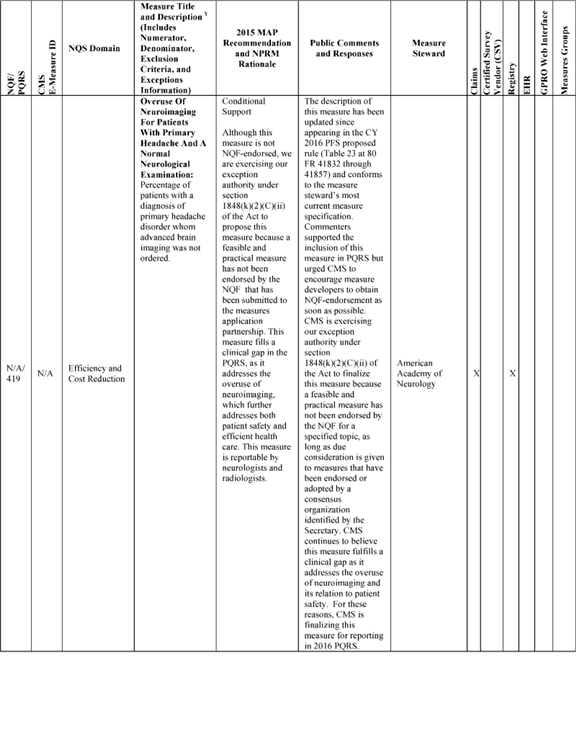 NQF/
PQRS
CMS
E-Measure ID
NQS Domain
Measure Title
and Description ¥
(Includes
Numerator,
Denominator,
Exclusion
Criteria, and
Exceptions
Information)
2015 MAP
Recommendation
and NPRM
Rationale
Public Comments
and Responses
Measure
Steward
Claims
Certified Survey
Vendor (CSV)
Registry
EHR
GPRO Web Interface
Measures Groups
N/A/
419
N/A
Efficiency and
Cost Reduction
Overuse Of
Neuroimaging
For Patients
With Primary
Headache And A
Normal
Neurological
Examination:
Percentage of
patients with a
diagnosis of
primary headache
disorder whom
advanced brain
imaging was not
ordered.
Conditional
Support
Although this
measure is not
NQF-endorsed, we
are exercising our
exception
authority under
section
1848(k)(2)(C)(ii)
of the Act to
propose this
measure because a
feasible and
practical measure
has not been
endorsed by the
NQF that has
been submitted to
the measures
application
partnership. This
measure fills a
clinical gap in the
PQRS, as it
addresses the
overuse of
neuroimaging,
which further
addresses both
patient safety and
efficient health
care. This measure
is reportable by
neurologists and
radiologists.
The description of
this measure has been
updated since
appearing in the CY
2016 PFS proposed
rule (Table 23 at 80
FR 41832 through
41857) and conforms
to the measure
steward's most
current measure
specification.
Commenters
supported the
inclusion of this
measure in PQRS but
urged CMS to
encourage measure
developers to obtain
NQF-endorsement as
soon as possible.
CMS is exercising
our exception
authority under
section
1848(k)(2)(C)(ii) of
the Act to finalize
this measure because
a feasible and
practical measure has
not been endorsed by
the NQF for a
specified topic, as
long as due
consideration is given
to measures that have
been endorsed or
adopted by a
consensus
organization
identified by the
Secretary. CMS
continues to believe
this measure fulfills a
clinical gap as it
addresses the overuse
of neuroimaging and
its relation to patient
safety. For these
reasons, CMS is
finalizing this
measure for reporting
in 2016 PQRS.
American
Academy of
Neurology
X
X